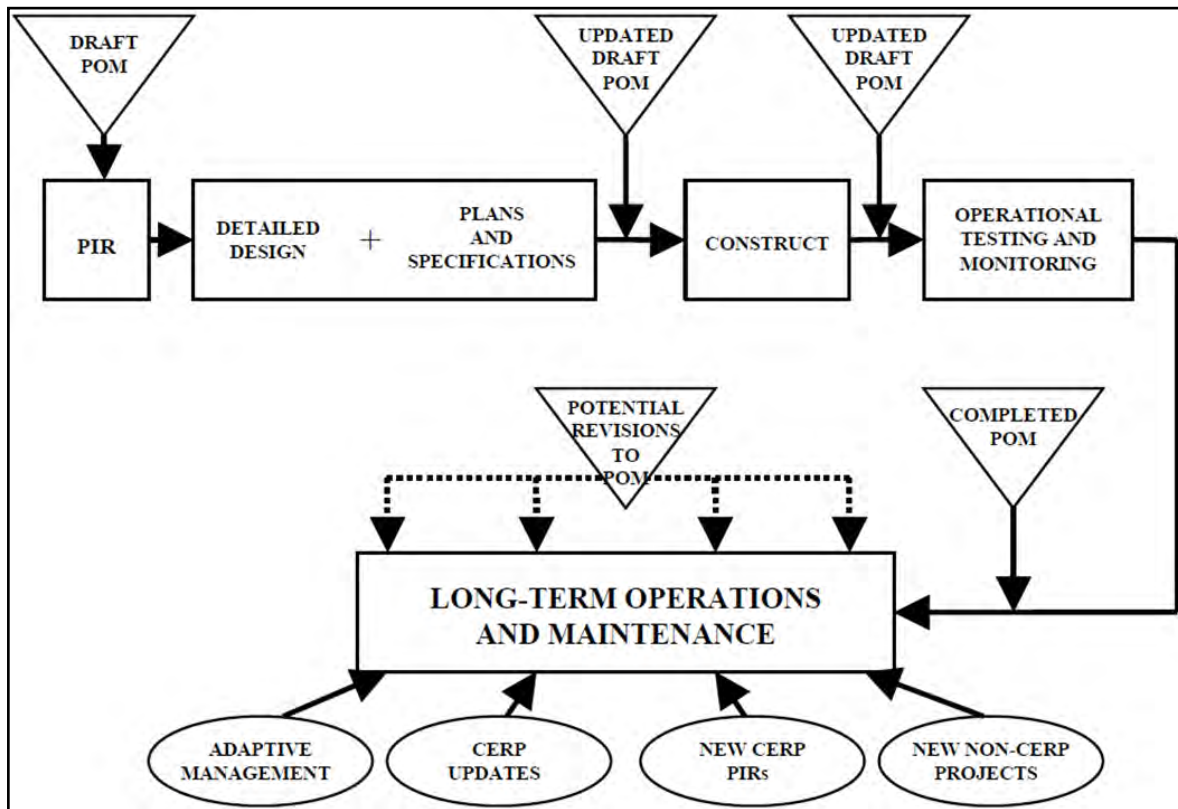 DRAFT
POM
UPDATED
DRAFT
POM
UPDATED
DRAFT
POM
PIR
DETAILED
DESIGN
+
PLANS
AND
SPECIFICATIONS
CONSTRUCT
OPERATIONAL
TESTING AND
MONITORING
POTENTIAL
REVISIONS
TO
POM
COMPLETED
POM
LONG-TERM OPERATIONS
AND MAINTENANCE
ADAPTIVE
MANAGEMENT
CERP
UPDATES
NEW CERP
PIRs
NEW NON-CERP
PROJECTS